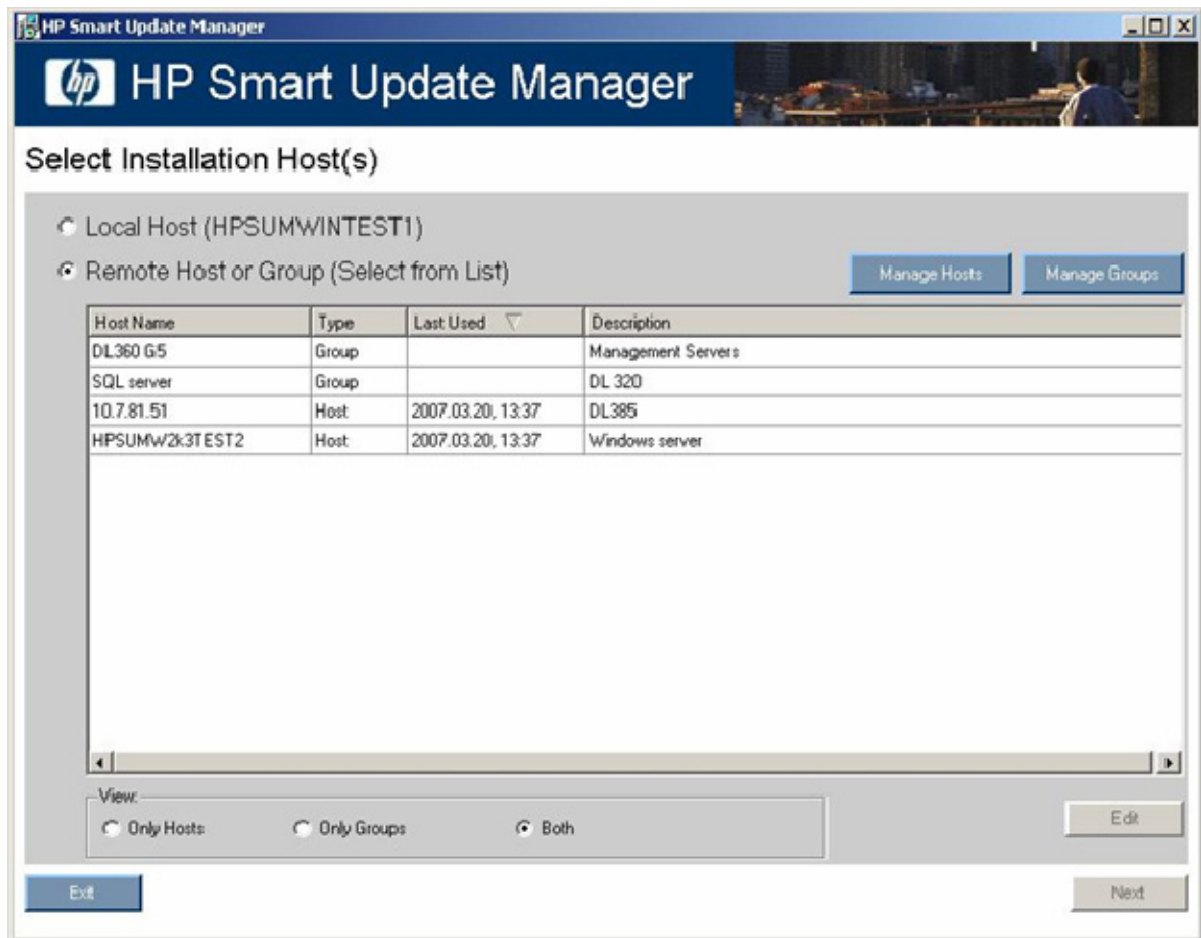 HP Smart Update Manager
hp HP Smart Update Manager
Select Installation Host(s)
Local Host (HPSUMWINTEST1)
Remote Host or Group (Select from List)
Manage Hosts
Manage Groups
Host Name Type Last Used Description
DL360 G5 Group Management Servers
SQL server Group DL 320
10.7.81.51 Host 2007.03.20, 13:37 DL385
HPSUMW2k3TEST2 Host 2007.03.20, 13:37 Windows server
View:
Only Hosts Only Groups Both
Edit
Exit
Next